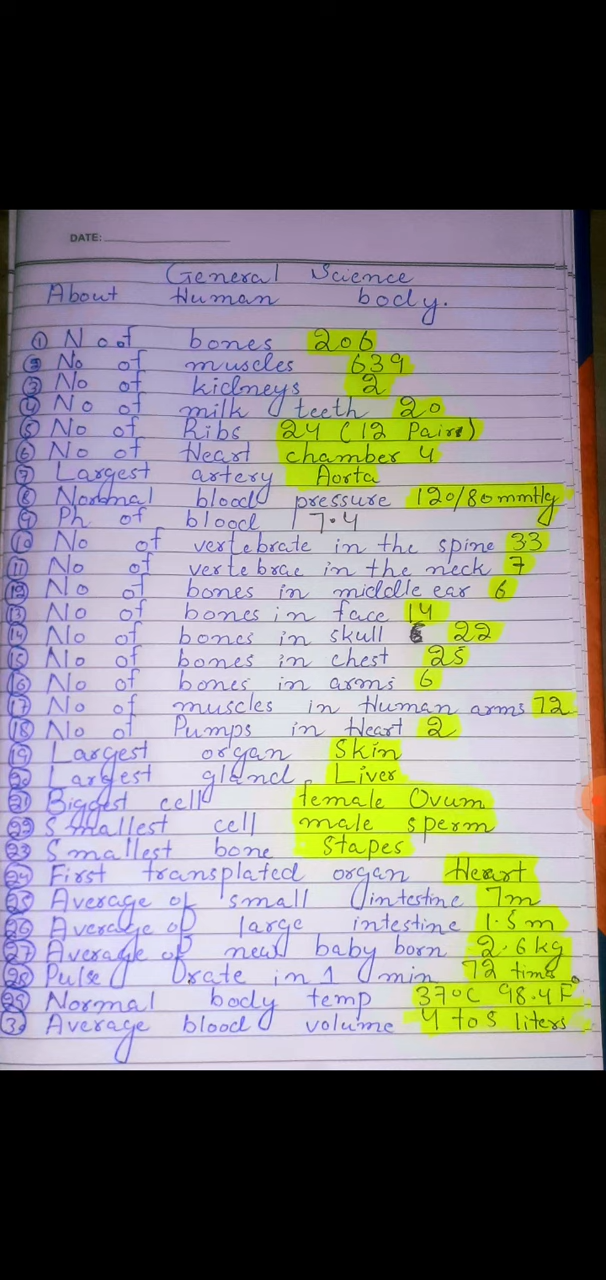 DATE:
General Science
About Human body.
① No of bones 206
② No of muscles 639
③ No of kidneys 2
④ No of milk teeth 20
⑤ No of Ribs 24 (12 Paire)
⑥ No of Heart chamber 4
⑦ Largest artery Aorta
⑧ Normal blood pressure 120/80mmHg
⑨ Ph of blood 7.4
⑩ No of vertebrate in the spine 33
⑪ No of vertebrae in the neck 7
⑫ No of bones in middle ear 6
⑬ No of bones in face 14
⑭ No of bones in skull 22
⑮ No of bones in chest 25
⑯ No of bones in arms 6
⑰ No of muscles in Human arms 72
⑱ No of Pumps in Heart 2
⑲ Largest organ Skin
⑳ Largest gland Liver
㉑ Biggest cell female Ovum
㉒ Smallest cell male sperm
㉓ Smallest bone Stapes
㉔ First transplated organ Heart
㉕ Average of small intestine 7m
㉖ Average of large intestine 1.5m
㉗ Average of new baby born 2.6kg
㉘ Pulse rate in 1 min 72 times
㉙ Normal body temp 37°C 98.4F°
㉚ Average blood volume 4 to 5 liters